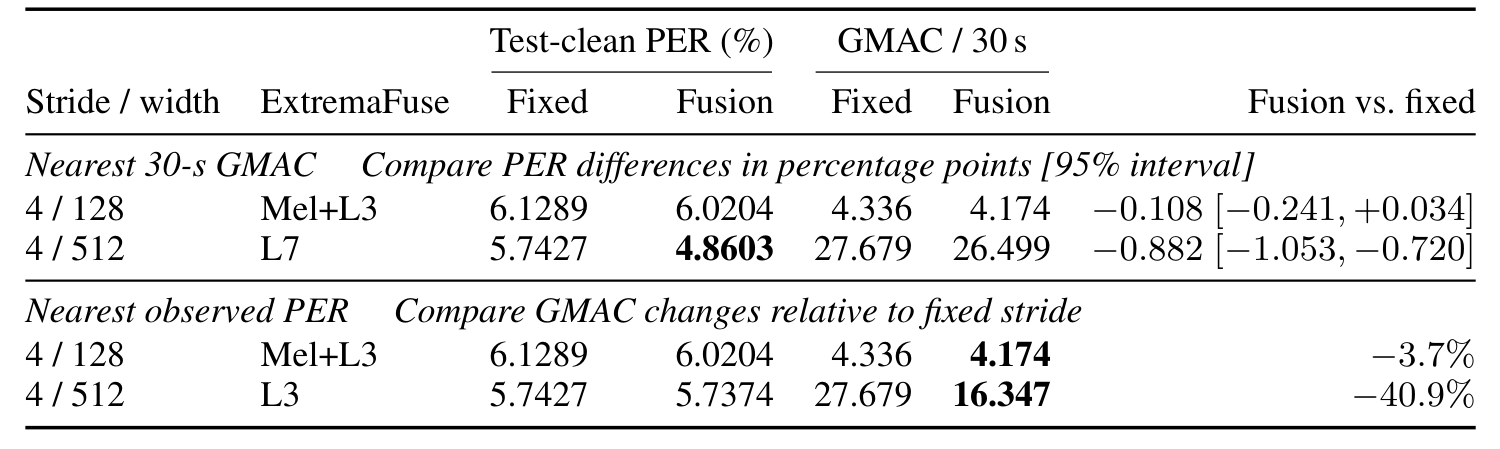 Test-clean PER (%) GMAC / 30 s
Stride / width ExtremaFuse Fixed Fusion Fixed Fusion Fusion vs. fixed
Nearest 30-s GMAC Compare PER differences in percentage points [95% interval]
4 / 128 Mel+L3 6.1289 6.0204 4.336 4.174 −0.108 [−0.241, +0.034]
4 / 512 L7 5.7427 4.8603 27.679 26.499 −0.882 [−1.053, −0.720]
Nearest observed PER Compare GMAC changes relative to fixed stride
4 / 128 Mel+L3 6.1289 6.0204 4.336 4.174 −3.7%
4 / 512 L3 5.7427 5.7374 27.679 16.347 −40.9%